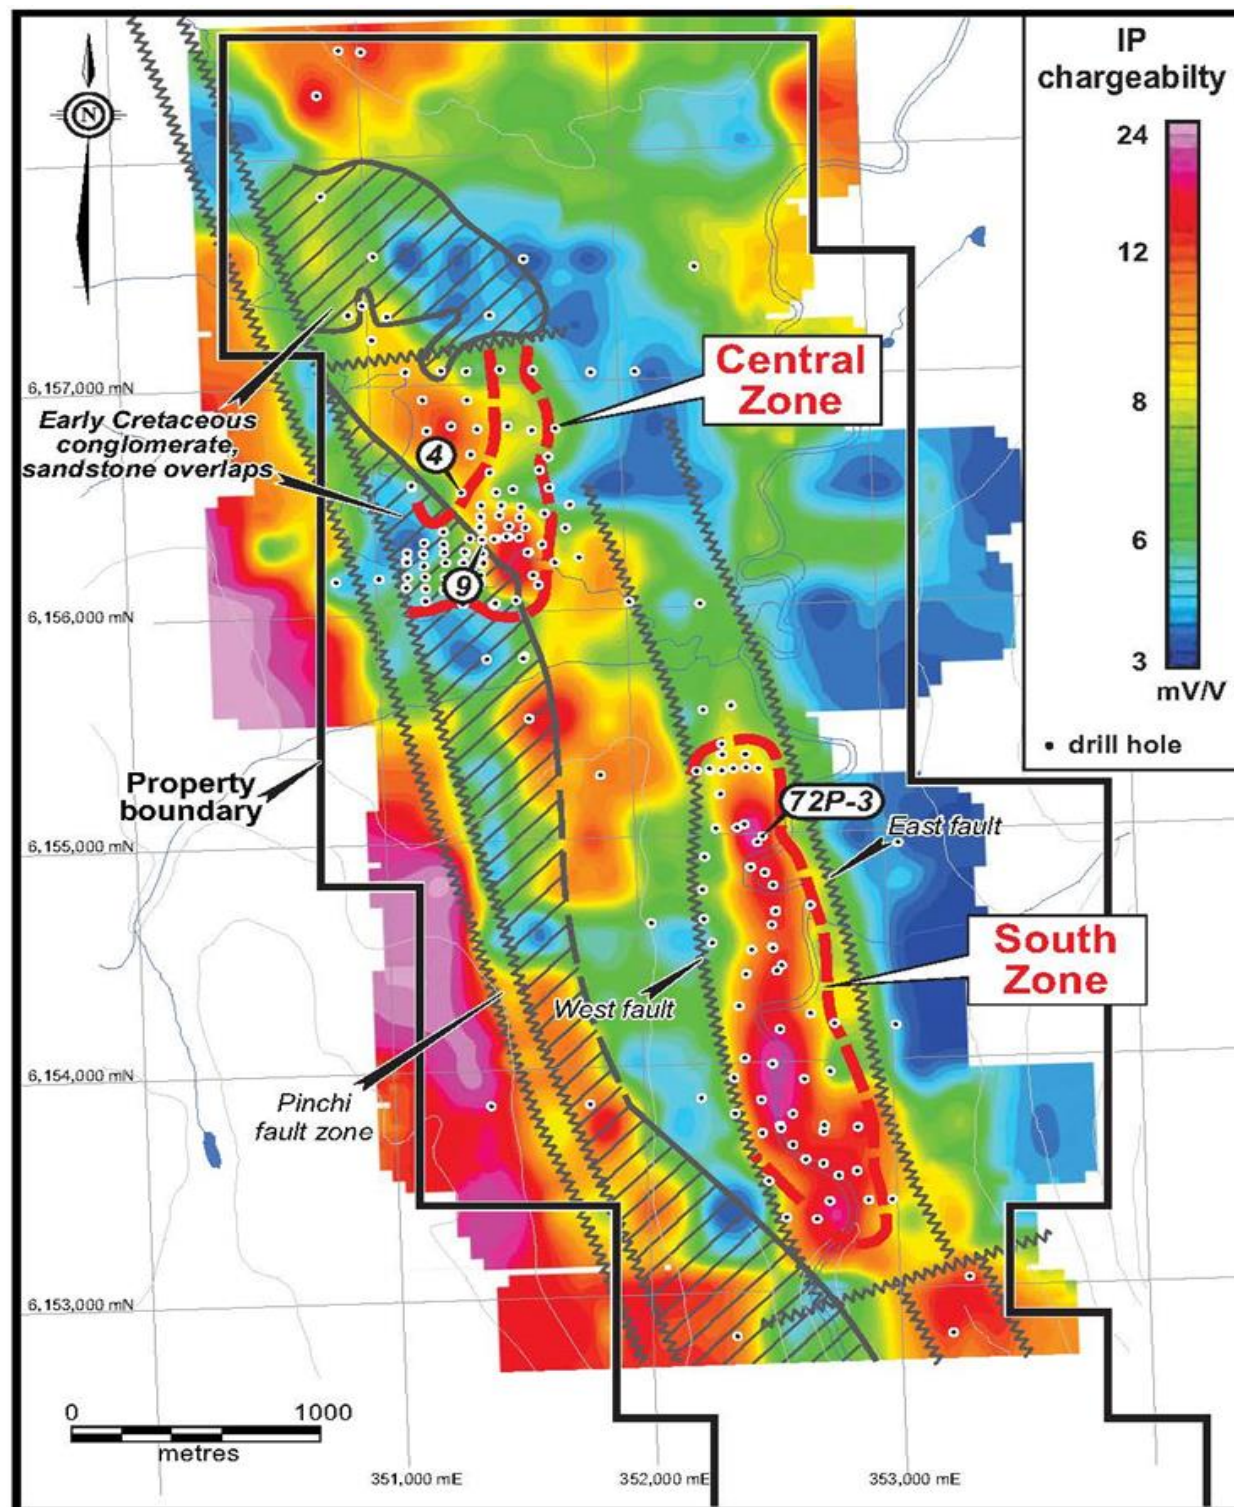 IP
chargeabilty
24
12
8
6
3
mV/V
• drill hole
N
Central
Zone
6,157,000 mN
Early Cretaceous
conglomerate,
sandstone overlaps
4
9
6,156,000 mN
Property
boundary
72P-3
East fault
6,155,000 mN
South
Zone
West fault
6,154,000 mN
Pinchi
fault zone
6,153,000 mN
0 1000
metres
351,000 mE 352,000 mE 353,000 mE